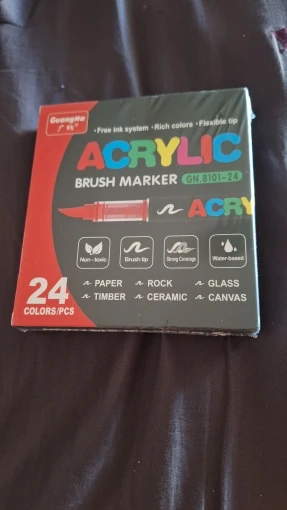 GuangNa
• Free ink system • Rich colors • Flexible tip
ACRYLIC
BRUSH MARKER GN.8101-24
ACRY
Non-toxic
Brush tip
Strong Coverage
Water-based
24
COLORS/PCS
PAPER ROCK GLASS
TIMBER CERAMIC CANVAS